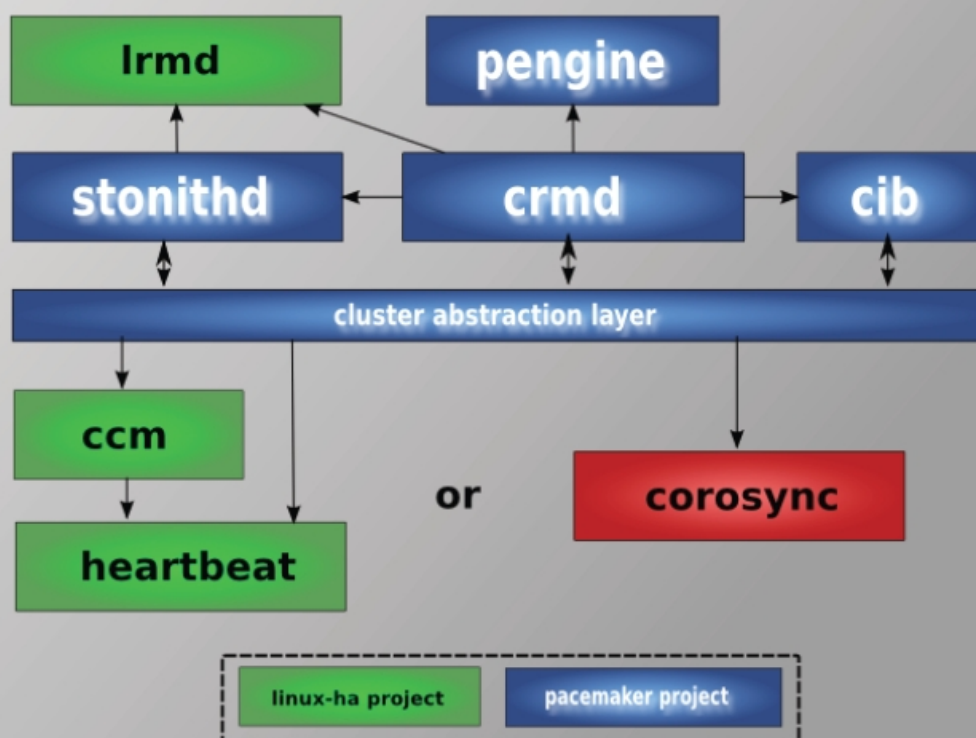 lrmd
pengine
stonithd
crmd
cib
cluster abstraction layer
ccm
or
corosync
heartbeat
linux-ha project
pacemaker project